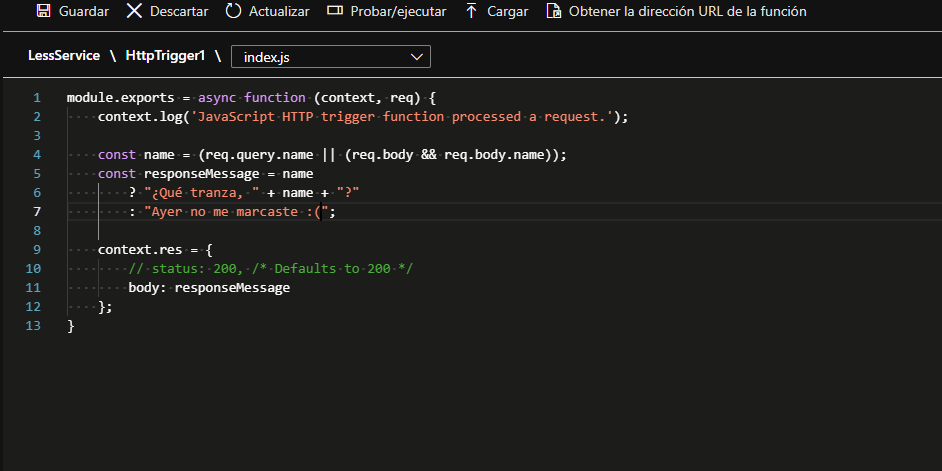 Guardar Descartar Actualizar Probar/ejecutar Cargar Obtener la dirección URL de la función
LessService \ HttpTrigger1 \ index.js
1 module.exports = async function (context, req) {
2 context.log('JavaScript HTTP trigger function processed a request.');
3
4 const name = (req.query.name || (req.body && req.body.name));
5 const responseMessage = name
6 ? "¿Qué tranza, " + name + "?"
7 : "Ayer no me marcaste :(";
8
9 context.res = {
10 // status: 200, /* Defaults to 200 */
11 body: responseMessage
12 };
13 }